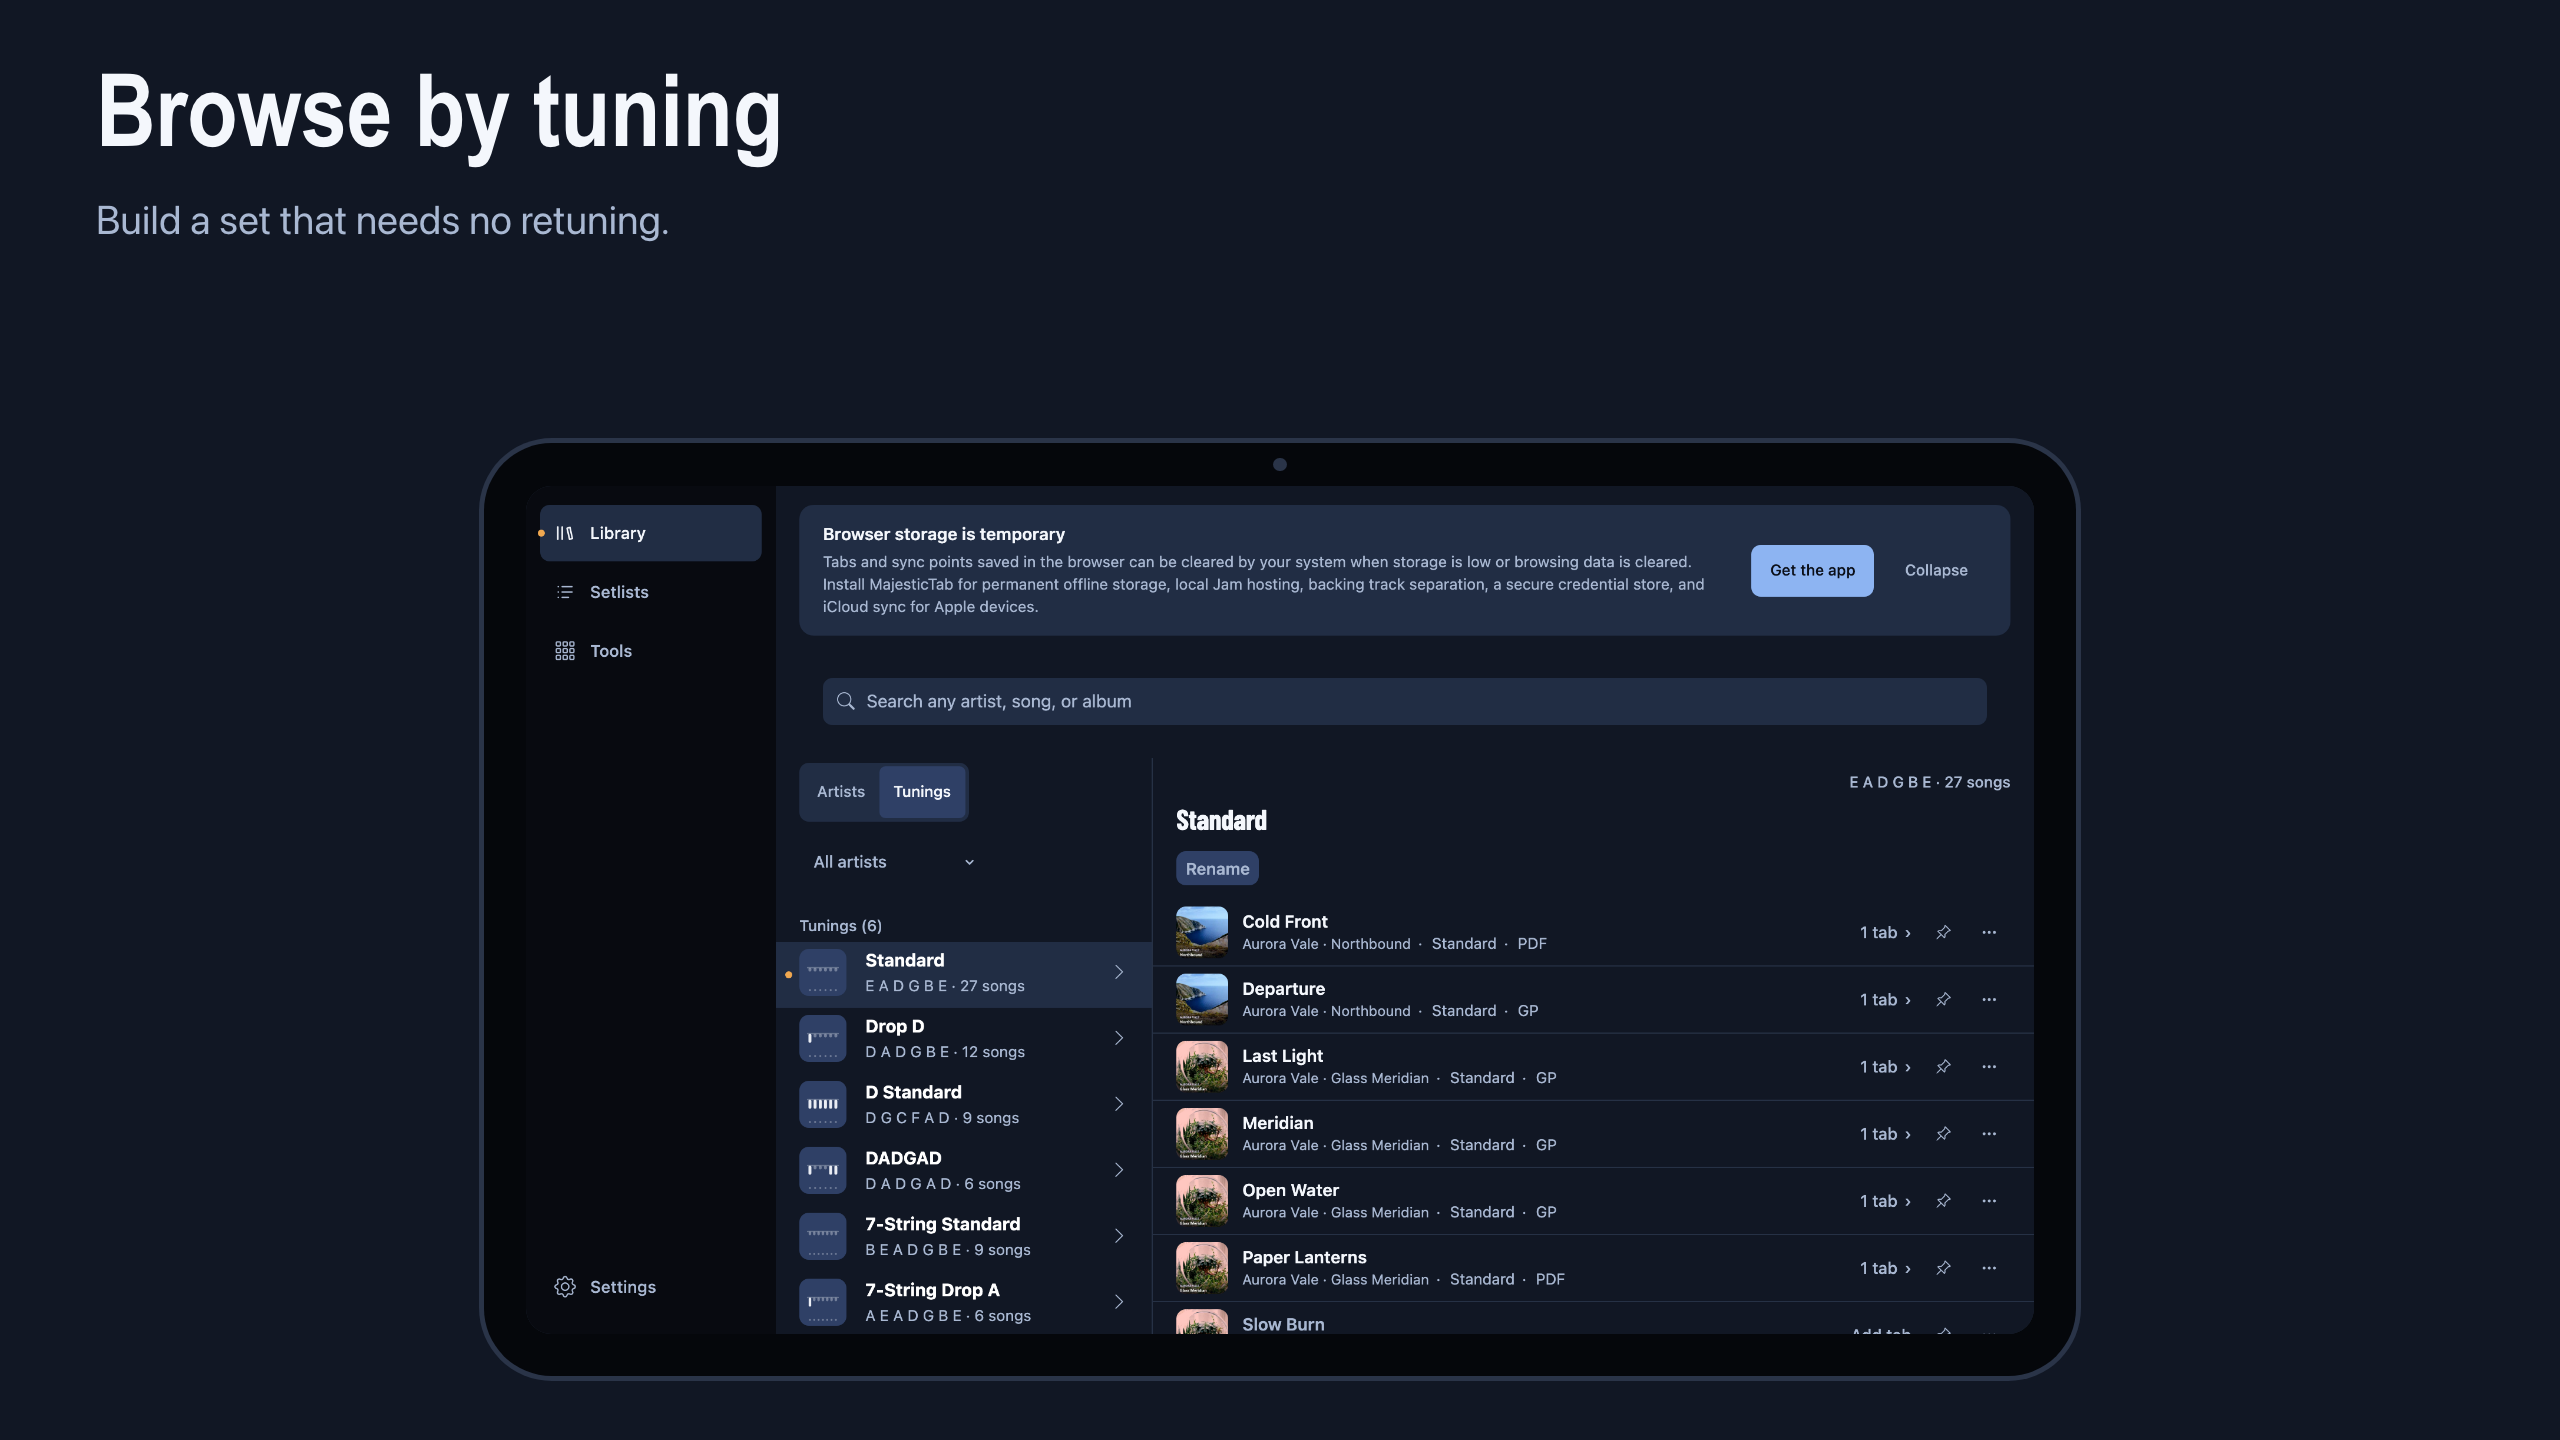 Browse by tuning
Build a set that needs no retuning.
Library
Setlists
Tools
Settings
Browser storage is temporary
Tabs and sync points saved in the browser can be cleared by your system when storage is low or browsing data is cleared.
Install MajesticTab for permanent offline storage, local Jam hosting, backing track separation, a secure credential store, and
iCloud sync for Apple devices.
Get the app
Collapse
Search any artist, song, or album
Artists
Tunings
All artists
Tunings (6)
Standard
E A D G B E · 27 songs
Drop D
D A D G B E · 12 songs
D Standard
D G C F A D · 9 songs
DADGAD
D A D G A D · 6 songs
7-String Standard
B E A D G B E · 9 songs
7-String Drop A
A E A D G B E · 6 songs
E A D G B E · 27 songs
Standard
Rename
Cold Front
Aurora Vale · Northbound · Standard · PDF
1 tab ›
Departure
Aurora Vale · Northbound · Standard · GP
1 tab ›
Last Light
Aurora Vale · Glass Meridian · Standard · GP
1 tab ›
Meridian
Aurora Vale · Glass Meridian · Standard · GP
1 tab ›
Open Water
Aurora Vale · Glass Meridian · Standard · GP
1 tab ›
Paper Lanterns
Aurora Vale · Glass Meridian · Standard · PDF
1 tab ›
Slow Burn
Add tab